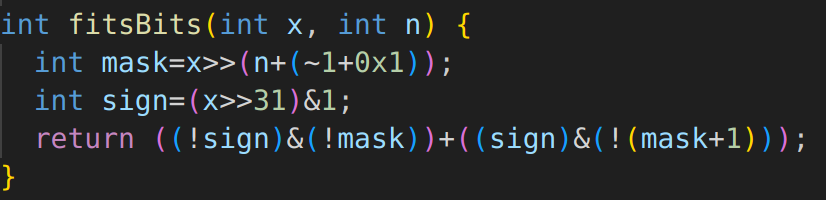 int fitsBits(int x, int n) {
  int mask=x>>(n+(~1+0x1));
  int sign=(x>>31)&1;
  return ((!sign)&(!mask))+((sign)&(!(mask+1)));
}